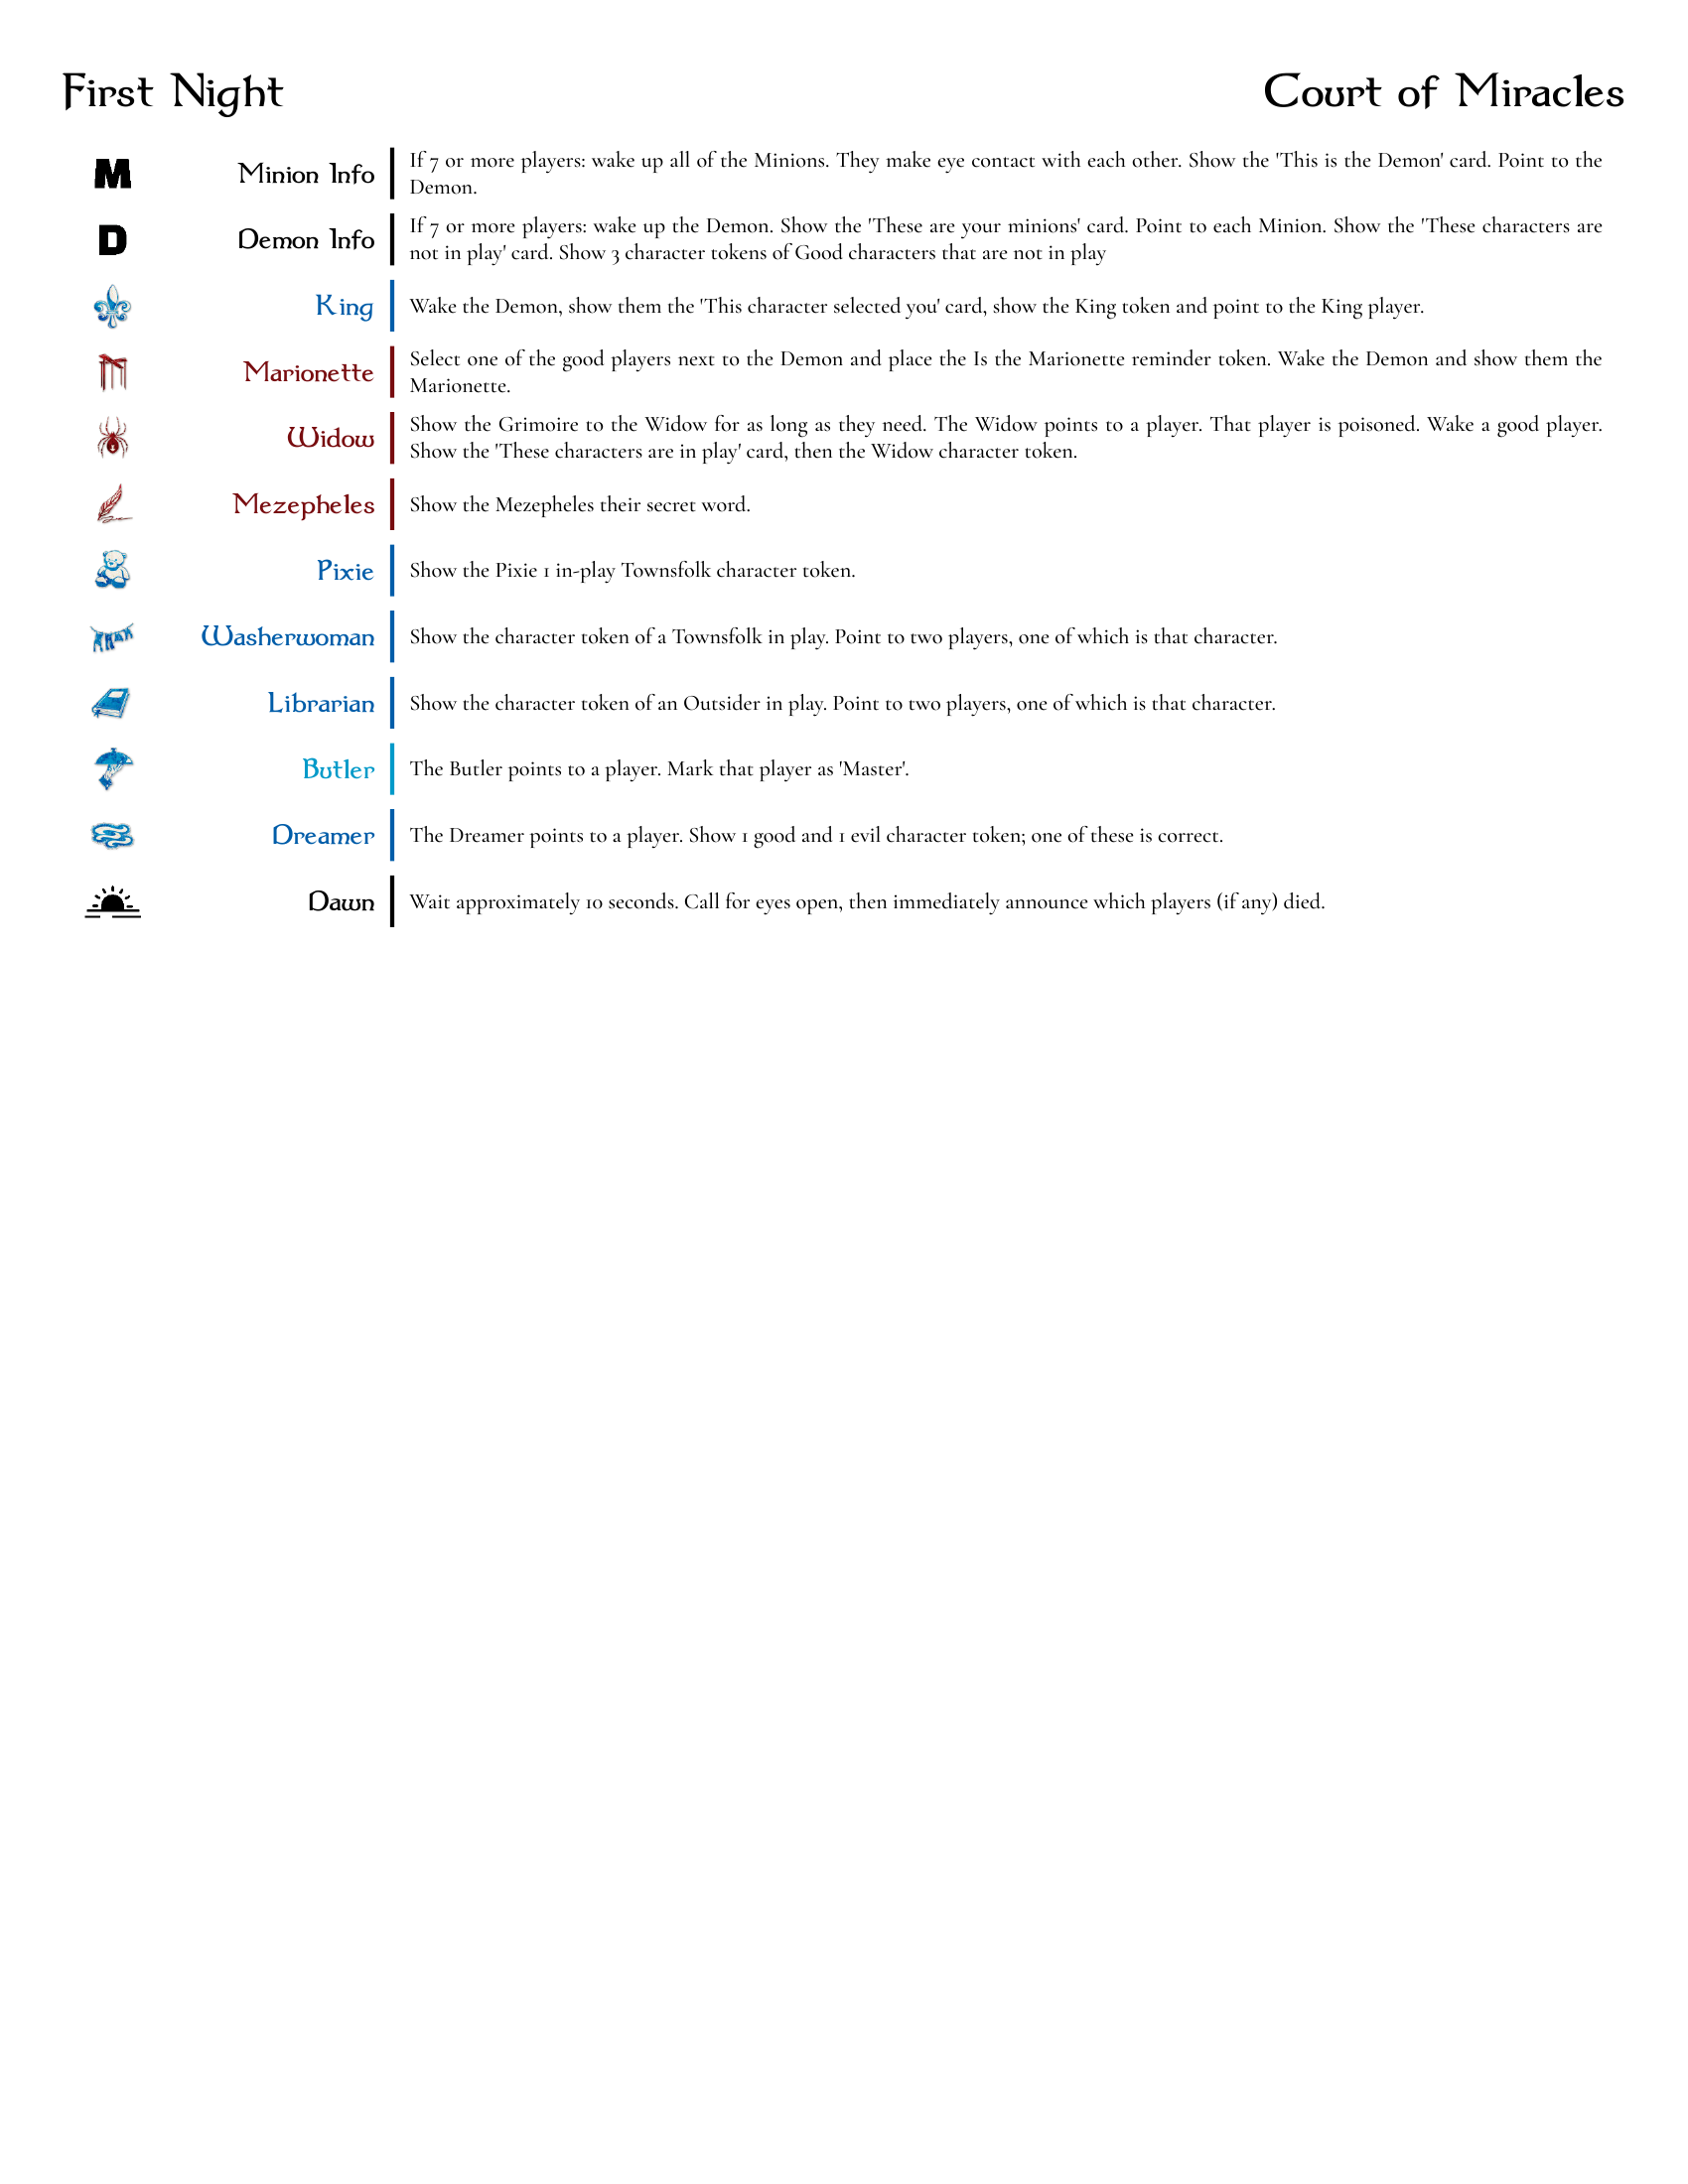 First Night
Court of Miracles
M
Minion Info
If 7 or more players: wake up all of the Minions. They make eye contact with each other. Show the 'This is the Demon' card. Point to the
Demon.
D
Demon Info
If 7 or more players: wake up the Demon. Show the 'These are your minions' card. Point to each Minion. Show the 'These characters are
not in play' card. Show 3 character tokens of Good characters that are not in play
King
Wake the Demon, show them the 'This character selected you' card, show the King token and point to the King player.
Marionette
Select one of the good players next to the Demon and place the Is the Marionette reminder token. Wake the Demon and show them the
Marionette.
Widow
Show the Grimoire to the Widow for as long as they need. The Widow points to a player. That player is poisoned. Wake a good player.
Show the 'These characters are in play' card, then the Widow character token.
Mezepheles
Show the Mezepheles their secret word.
Pixie
Show the Pixie 1 in-play Townsfolk character token.
Washerwoman
Show the character token of a Townsfolk in play. Point to two players, one of which is that character.
Librarian
Show the character token of an Outsider in play. Point to two players, one of which is that character.
Butler
The Butler points to a player. Mark that player as 'Master'.
Dreamer
The Dreamer points to a player. Show 1 good and 1 evil character token; one of these is correct.
Dawn
Wait approximately 10 seconds. Call for eyes open, then immediately announce which players (if any) died.